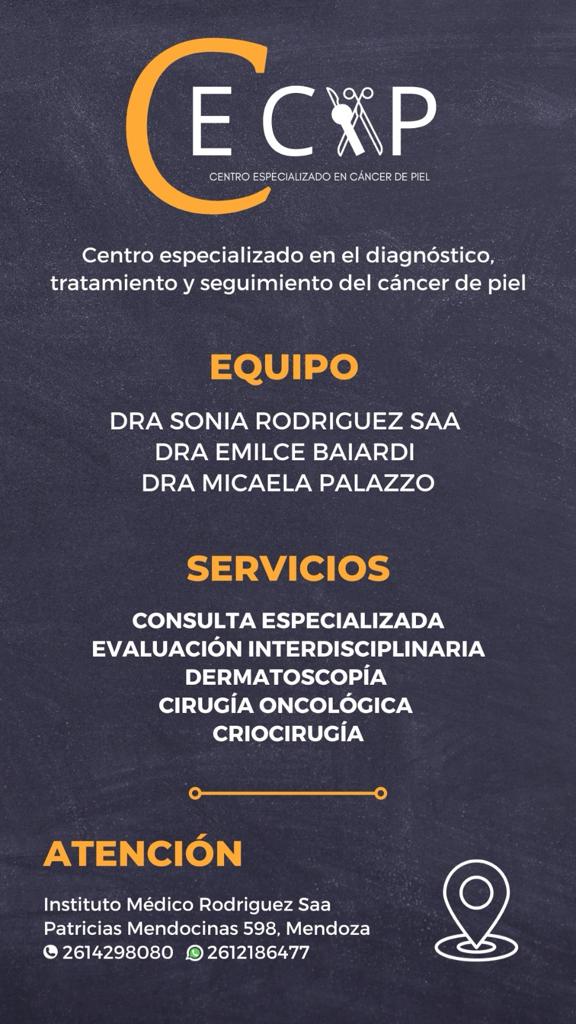 CECAP
CENTRO ESPECIALIZADO EN CÁNCER DE PIEL
Centro especializado en el diagnóstico,
tratamiento y seguimiento del cáncer de piel
EQUIPO
DRA SONIA RODRIGUEZ SAA
DRA EMILCE BAIARDI
DRA MICAELA PALAZZO
SERVICIOS
CONSULTA ESPECIALIZADA
EVALUACIÓN INTERDISCIPLINARIA
DERMATOSCOPÍA
CIRUGÍA ONCOLÓGICA
CRIOCIRUGÍA
ATENCIÓN
Instituto Médico Rodriguez Saa
Patricias Mendocinas 598, Mendoza
2614298080 2612186477